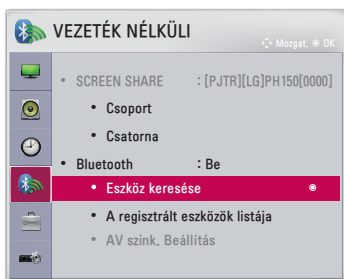 VEZETÉK NÉLKÜLI
Mozgat. OK
• SCREEN SHARE : [PJTR][LG]PH150[0000]
• Csoport
• Csatorna
• Bluetooth : Be
• Eszköz keresése
• A regisztrált eszközök listája
• AV szink. Beállítás